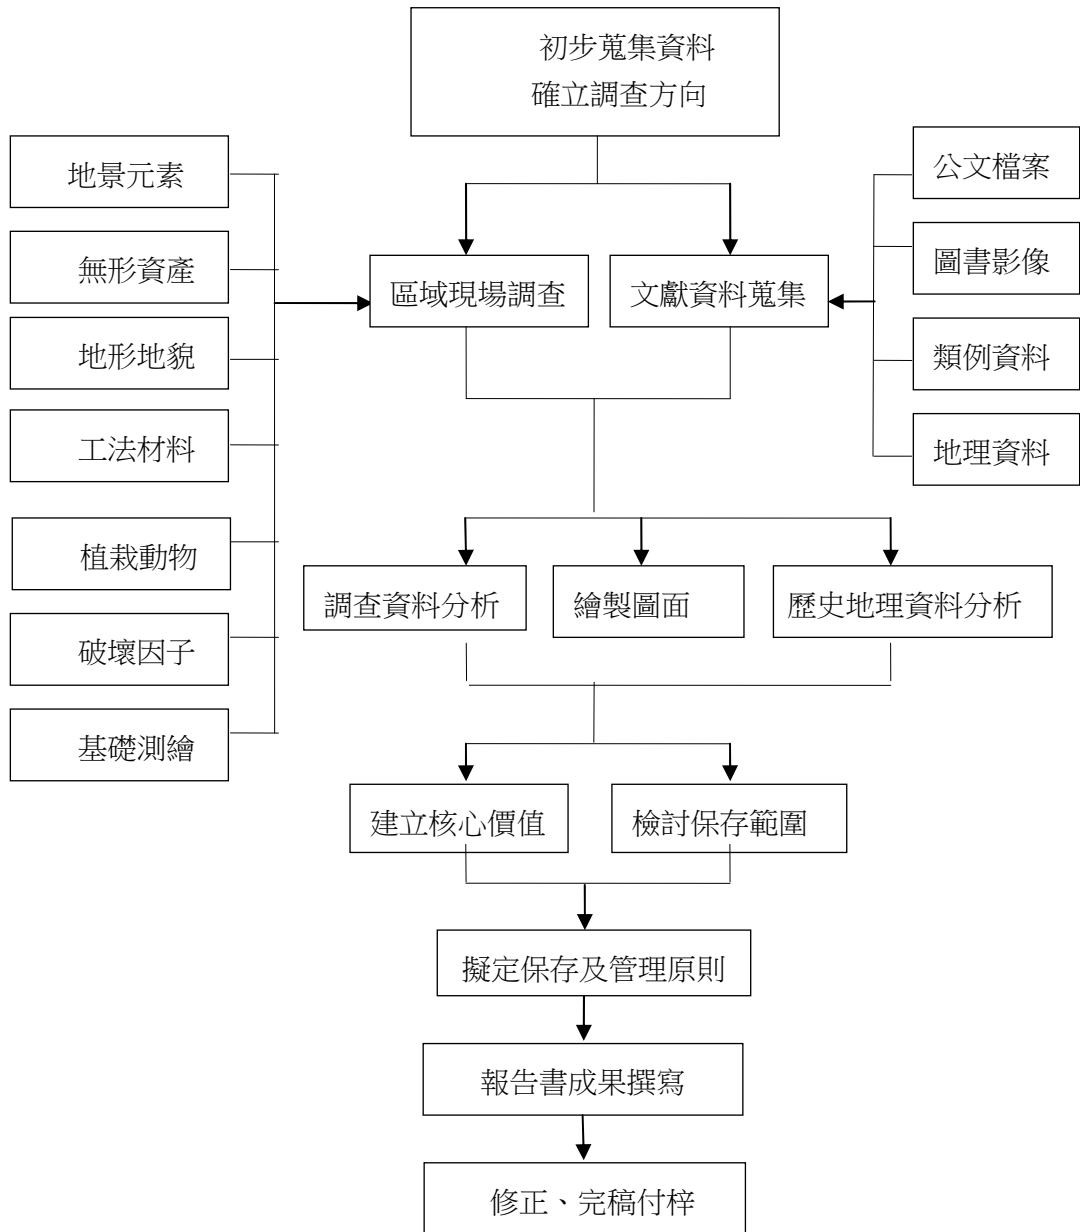 初步蒐集資料
確立調查方向
地景元素
無形資產
地形地貌
工法材料
植栽動物
破壞因子
基礎測繪
公文檔案
圖書影像
類例資料
地理資料
區域現場調查
文獻資料蒐集
調查資料分析
繪製圖面
歷史地理資料分析
建立核心價值
檢討保存範圍
擬定保存及管理原則
報告書成果撰寫
修正、完稿付梓